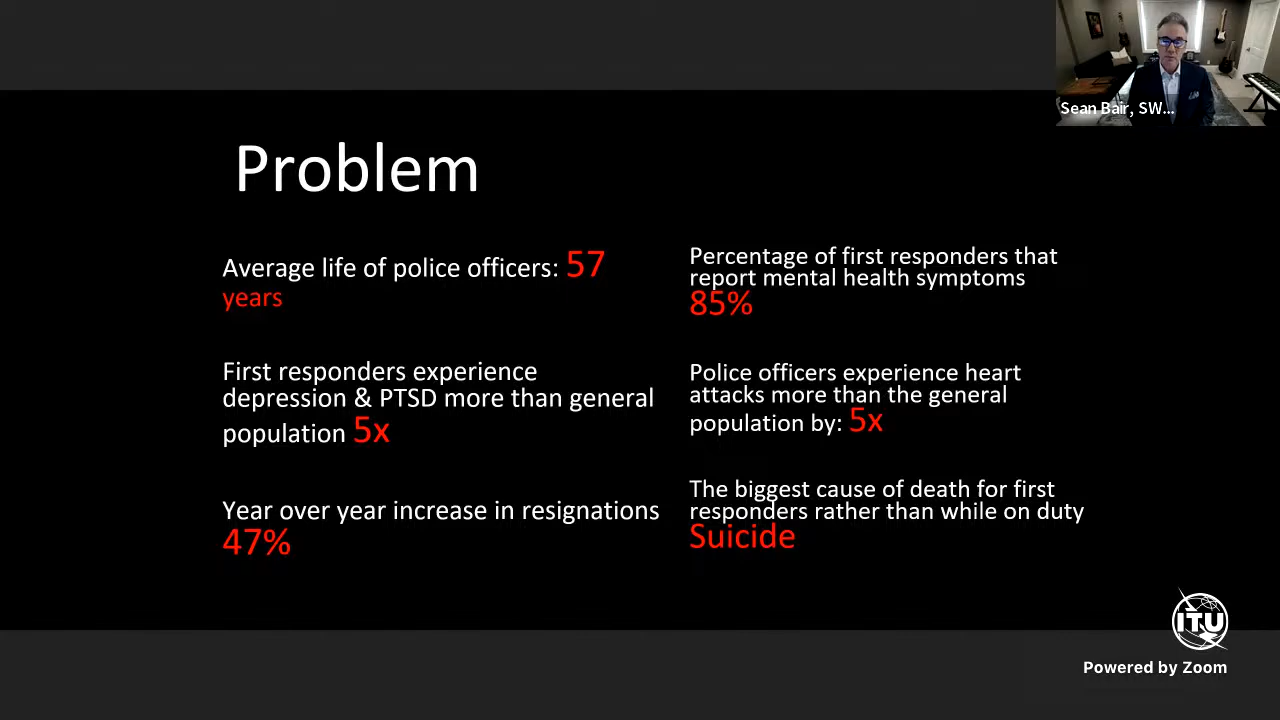 Sean Bair, SW...
Problem
Average life of police officers: 57
years
First responders experience
depression & PTSD more than general
population 5x
Year over year increase in resignations
47%
Percentage of first responders that
report mental health symptoms
85%
Police officers experience heart
attacks more than the general
population by: 5x
The biggest cause of death for first
responders rather than while on duty
Suicide
ITU
Powered by Zoom